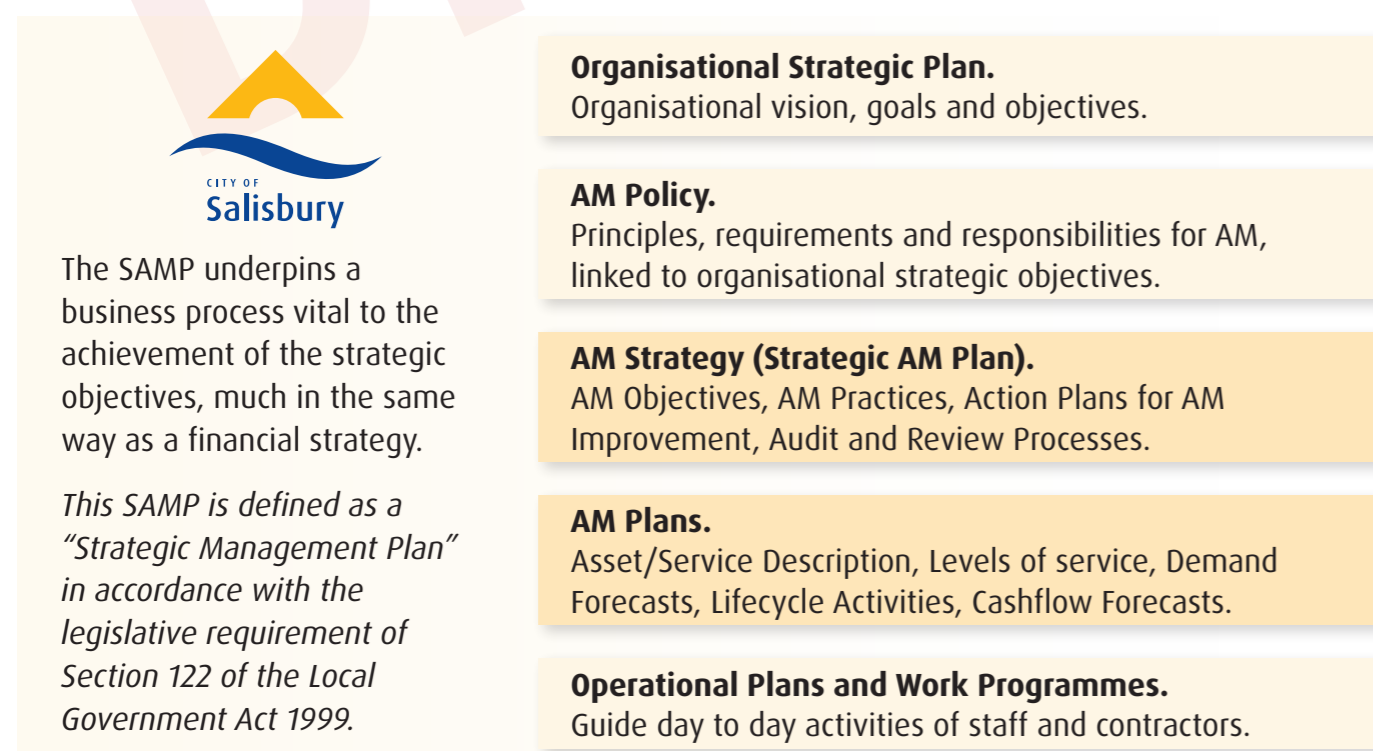 CITY OF
Salisbury
The SAMP underpins a
business process vital to the
achievement of the strategic
objectives, much in the same
way as a financial strategy.
This SAMP is defined as a
“Strategic Management Plan”
in accordance with the
legislative requirement of
Section 122 of the Local
Government Act 1999.
Organisational Strategic Plan.
Organisational vision, goals and objectives.
AM Policy.
Principles, requirements and responsibilities for AM,
linked to organisational strategic objectives.
AM Strategy (Strategic AM Plan).
AM Objectives, AM Practices, Action Plans for AM
Improvement, Audit and Review Processes.
AM Plans.
Asset/Service Description, Levels of service, Demand
Forecasts, Lifecycle Activities, Cashflow Forecasts.
Operational Plans and Work Programmes.
Guide day to day activities of staff and contractors.